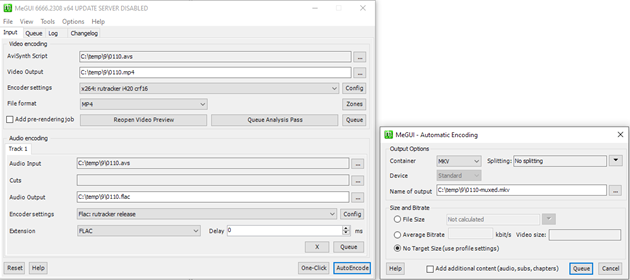 MeGUI 6666.2308 x64 UPDATE SERVER DISABLED
File View Tools Options Help
Input Queue Log Changelog
Video encoding
AviSynth Script C:\temp\9\0110.avs ...
Video Output C:\temp\9\0110.mp4 ...
Encoder settings x264: rutracker i420 crf16 Config
File format MP4 Zones
Add pre-rendering job Reopen Video Preview Queue Analysis Pass Queue
Audio encoding
Track 1
Audio Input C:\temp\9\0110.avs ...
Cuts ...
Audio Output C:\temp\9\0110.flac ...
Encoder settings Flac: rutracker release Config
Extension FLAC Delay 0 ms
X Queue
Reset Help One-Click AutoEncode
MeGUI - Automatic Encoding
Output Options
Container MKV Splitting: No splitting
Device Standard
Name of output C:\temp\9\0110-muxed.mkv ...
Size and Bitrate
File Size Not calculated
Average Bitrate kbit/s Video size:
No Target Size (use profile settings)
Help Add additional content (audio, subs, chapters) Queue Cancel